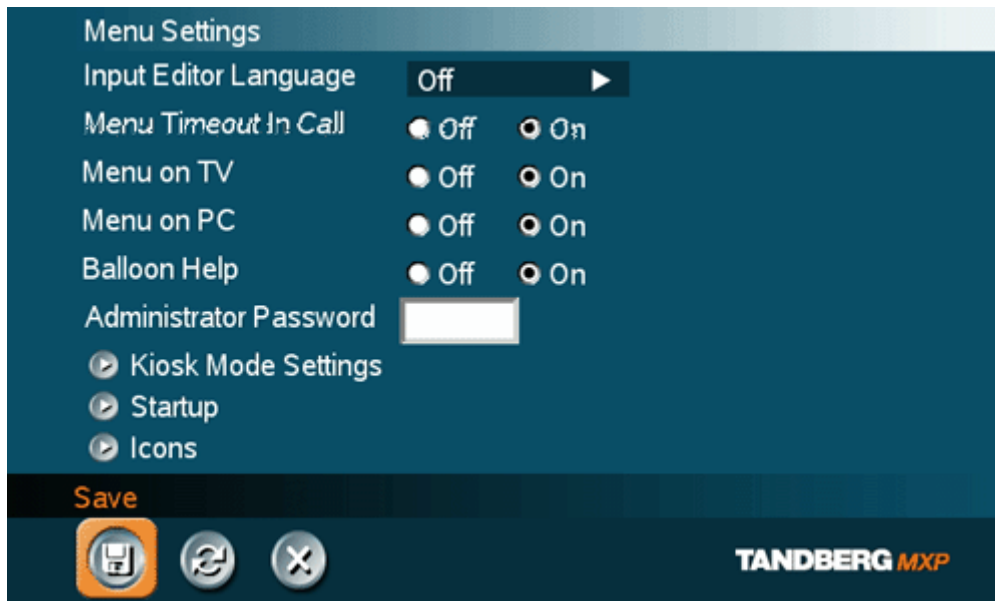 Menu Settings
Input Editor Language Off
Menu Timeout In Call Off On
Menu on TV Off On
Menu on PC Off On
Balloon Help Off On
Administrator Password
Kiosk Mode Settings
Startup
Icons
Save
TANDBERG MXP